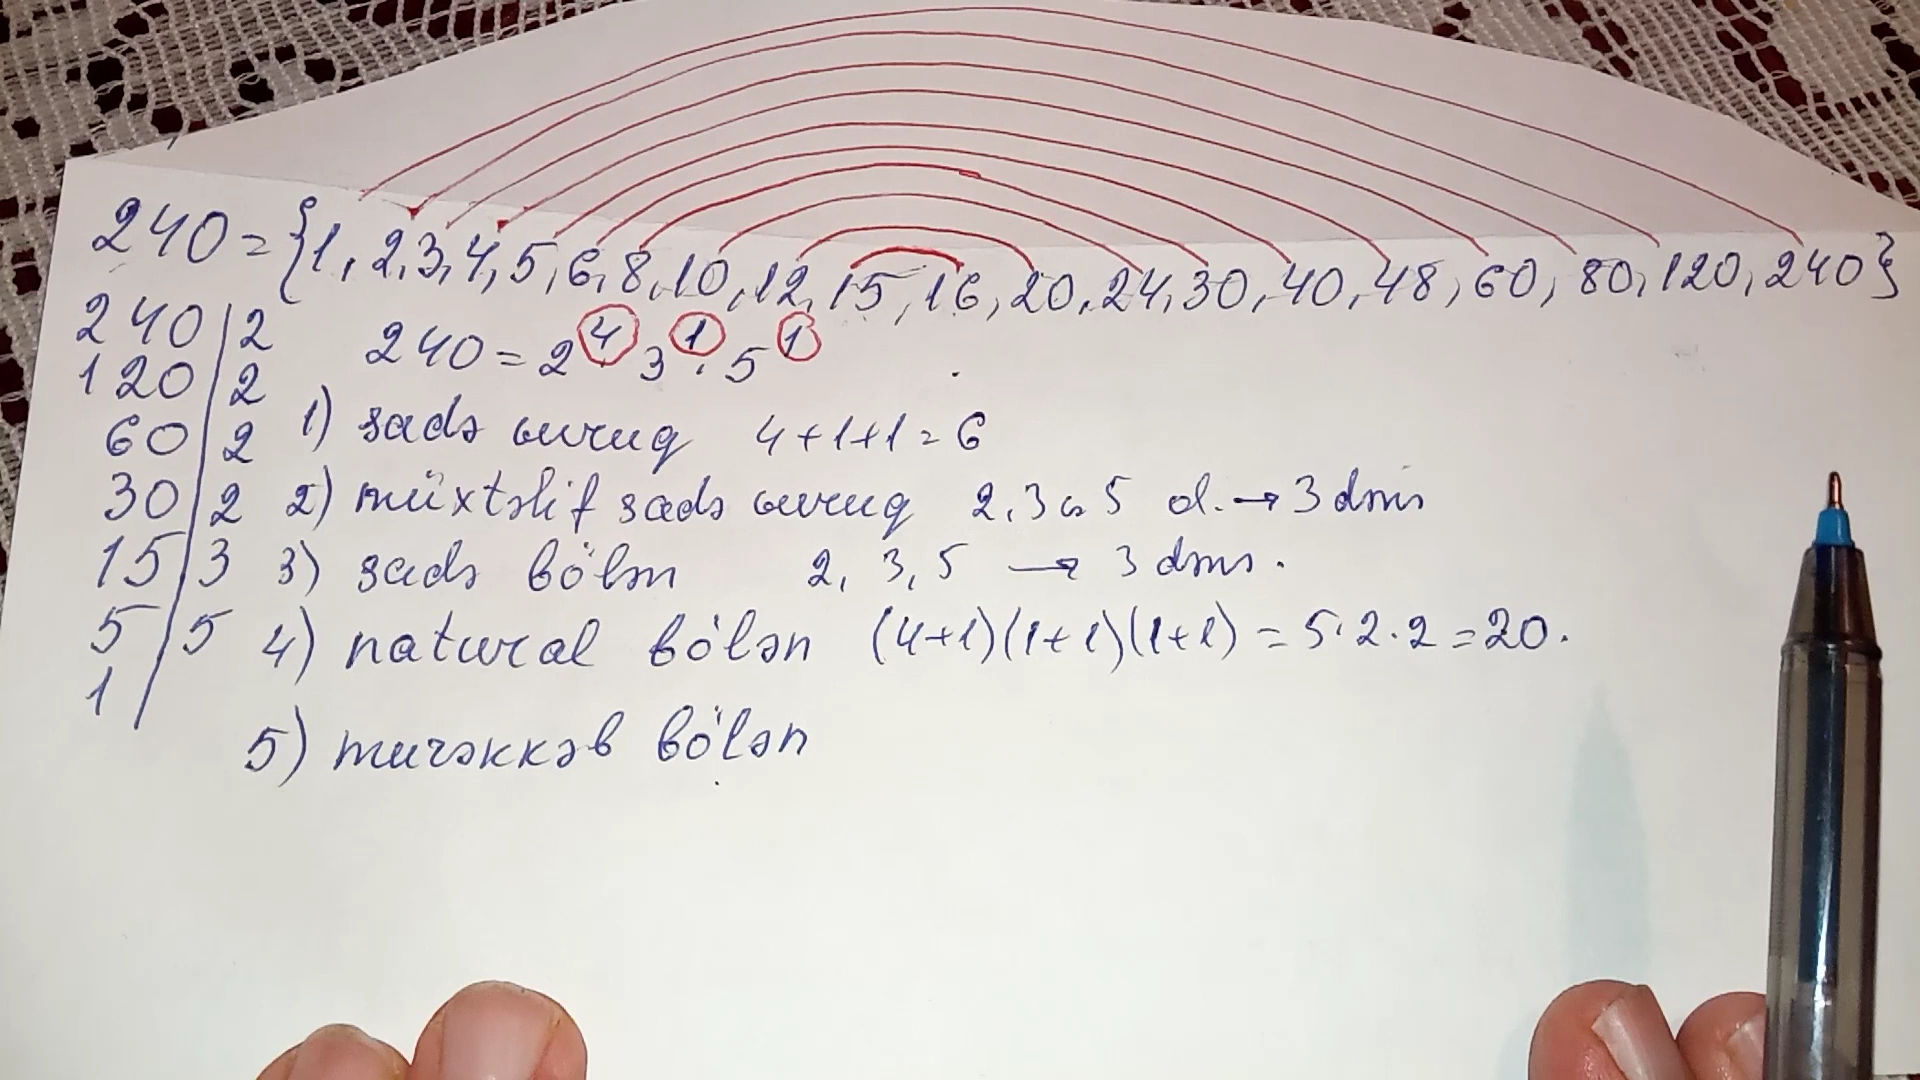 240 = {1, 2, 3, 4, 5, 6, 8, 10, 12, 15, 16, 20, 24, 30, 40, 48, 60, 80, 120, 240}
240 | 2
120 | 2
60 | 2
30 | 2
15 | 3
5 | 5
1 |
240 = 2⁴ 3¹ · 5¹
1) sadə vuruq 4+1+1=6
2) müxtəlif sadə vuruq 2, 3 və 5 əd. → 3 dənə
3) sadə bölən 2, 3, 5 → 3 dənə.
4) natural bölən (4+1)(1+1)(1+1) = 5·2·2 = 20.
5) murəkkəb bölən